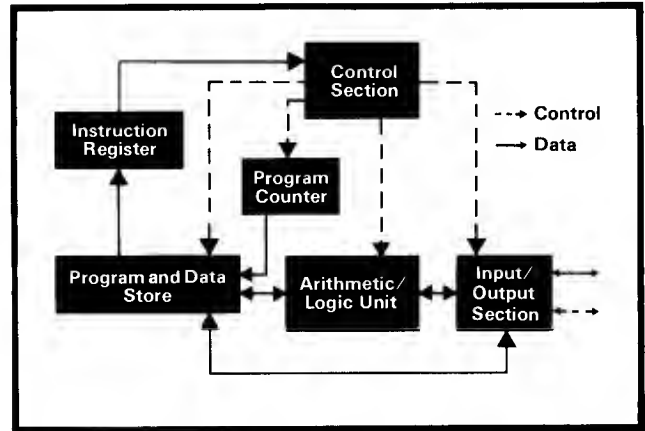 Control
Section
Control
Data
Instruction
Register
Program
Counter
Program and Data
Store
Arithmetic/
Logic Unit
Input/
Output
Section